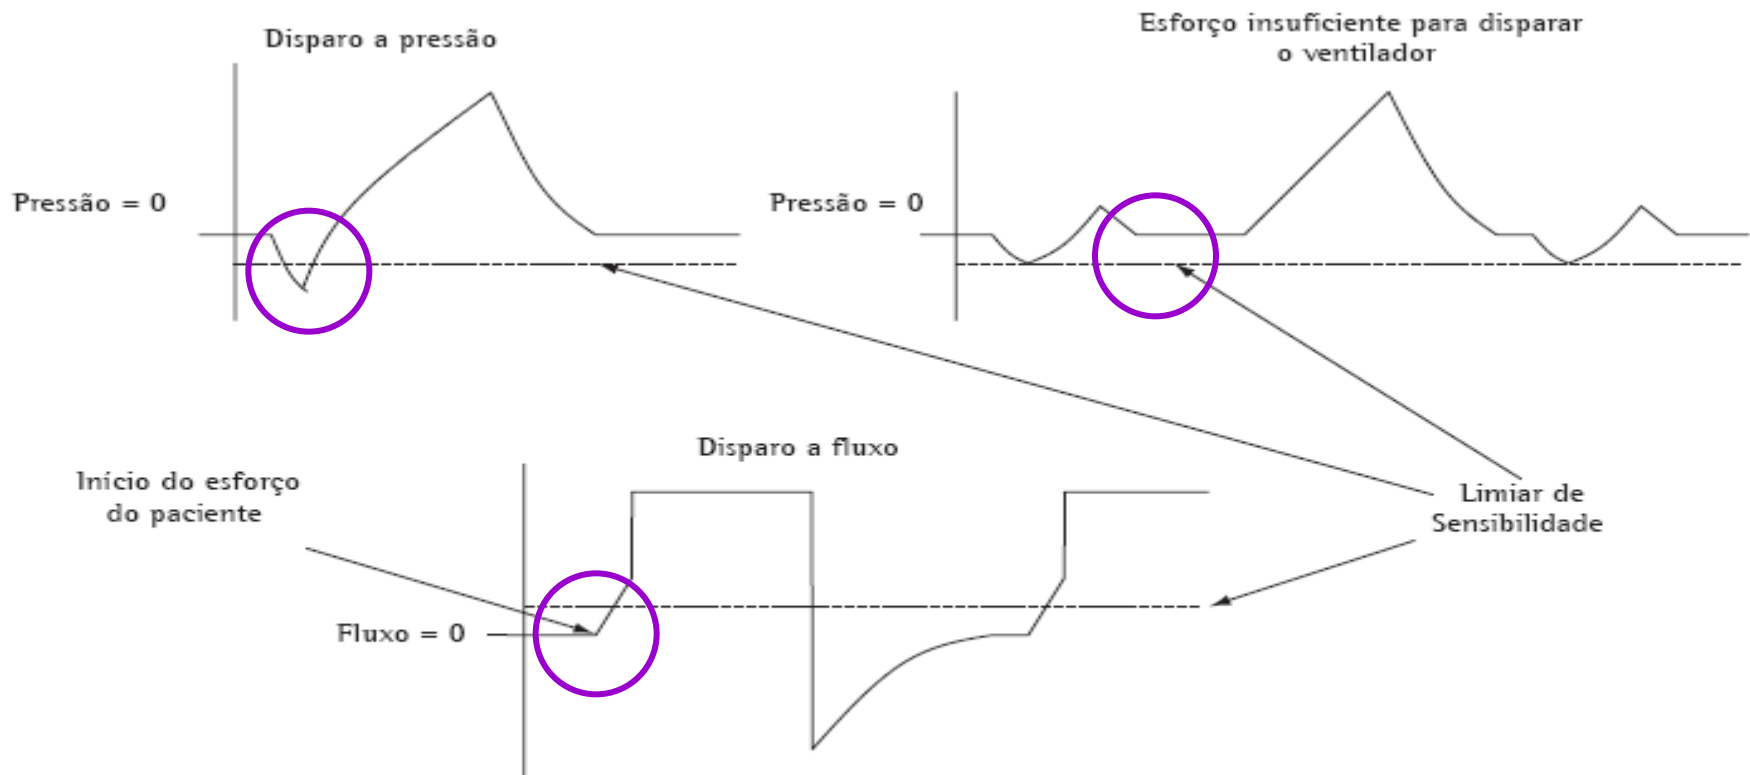 Disparo a pressão
Esforço insuficiente para disparar
o ventilador
Pressão = 0
Pressão = 0
Disparo a fluxo
Início do esforço
do paciente
Limiar de
Sensibilidade
Fluxo = 0